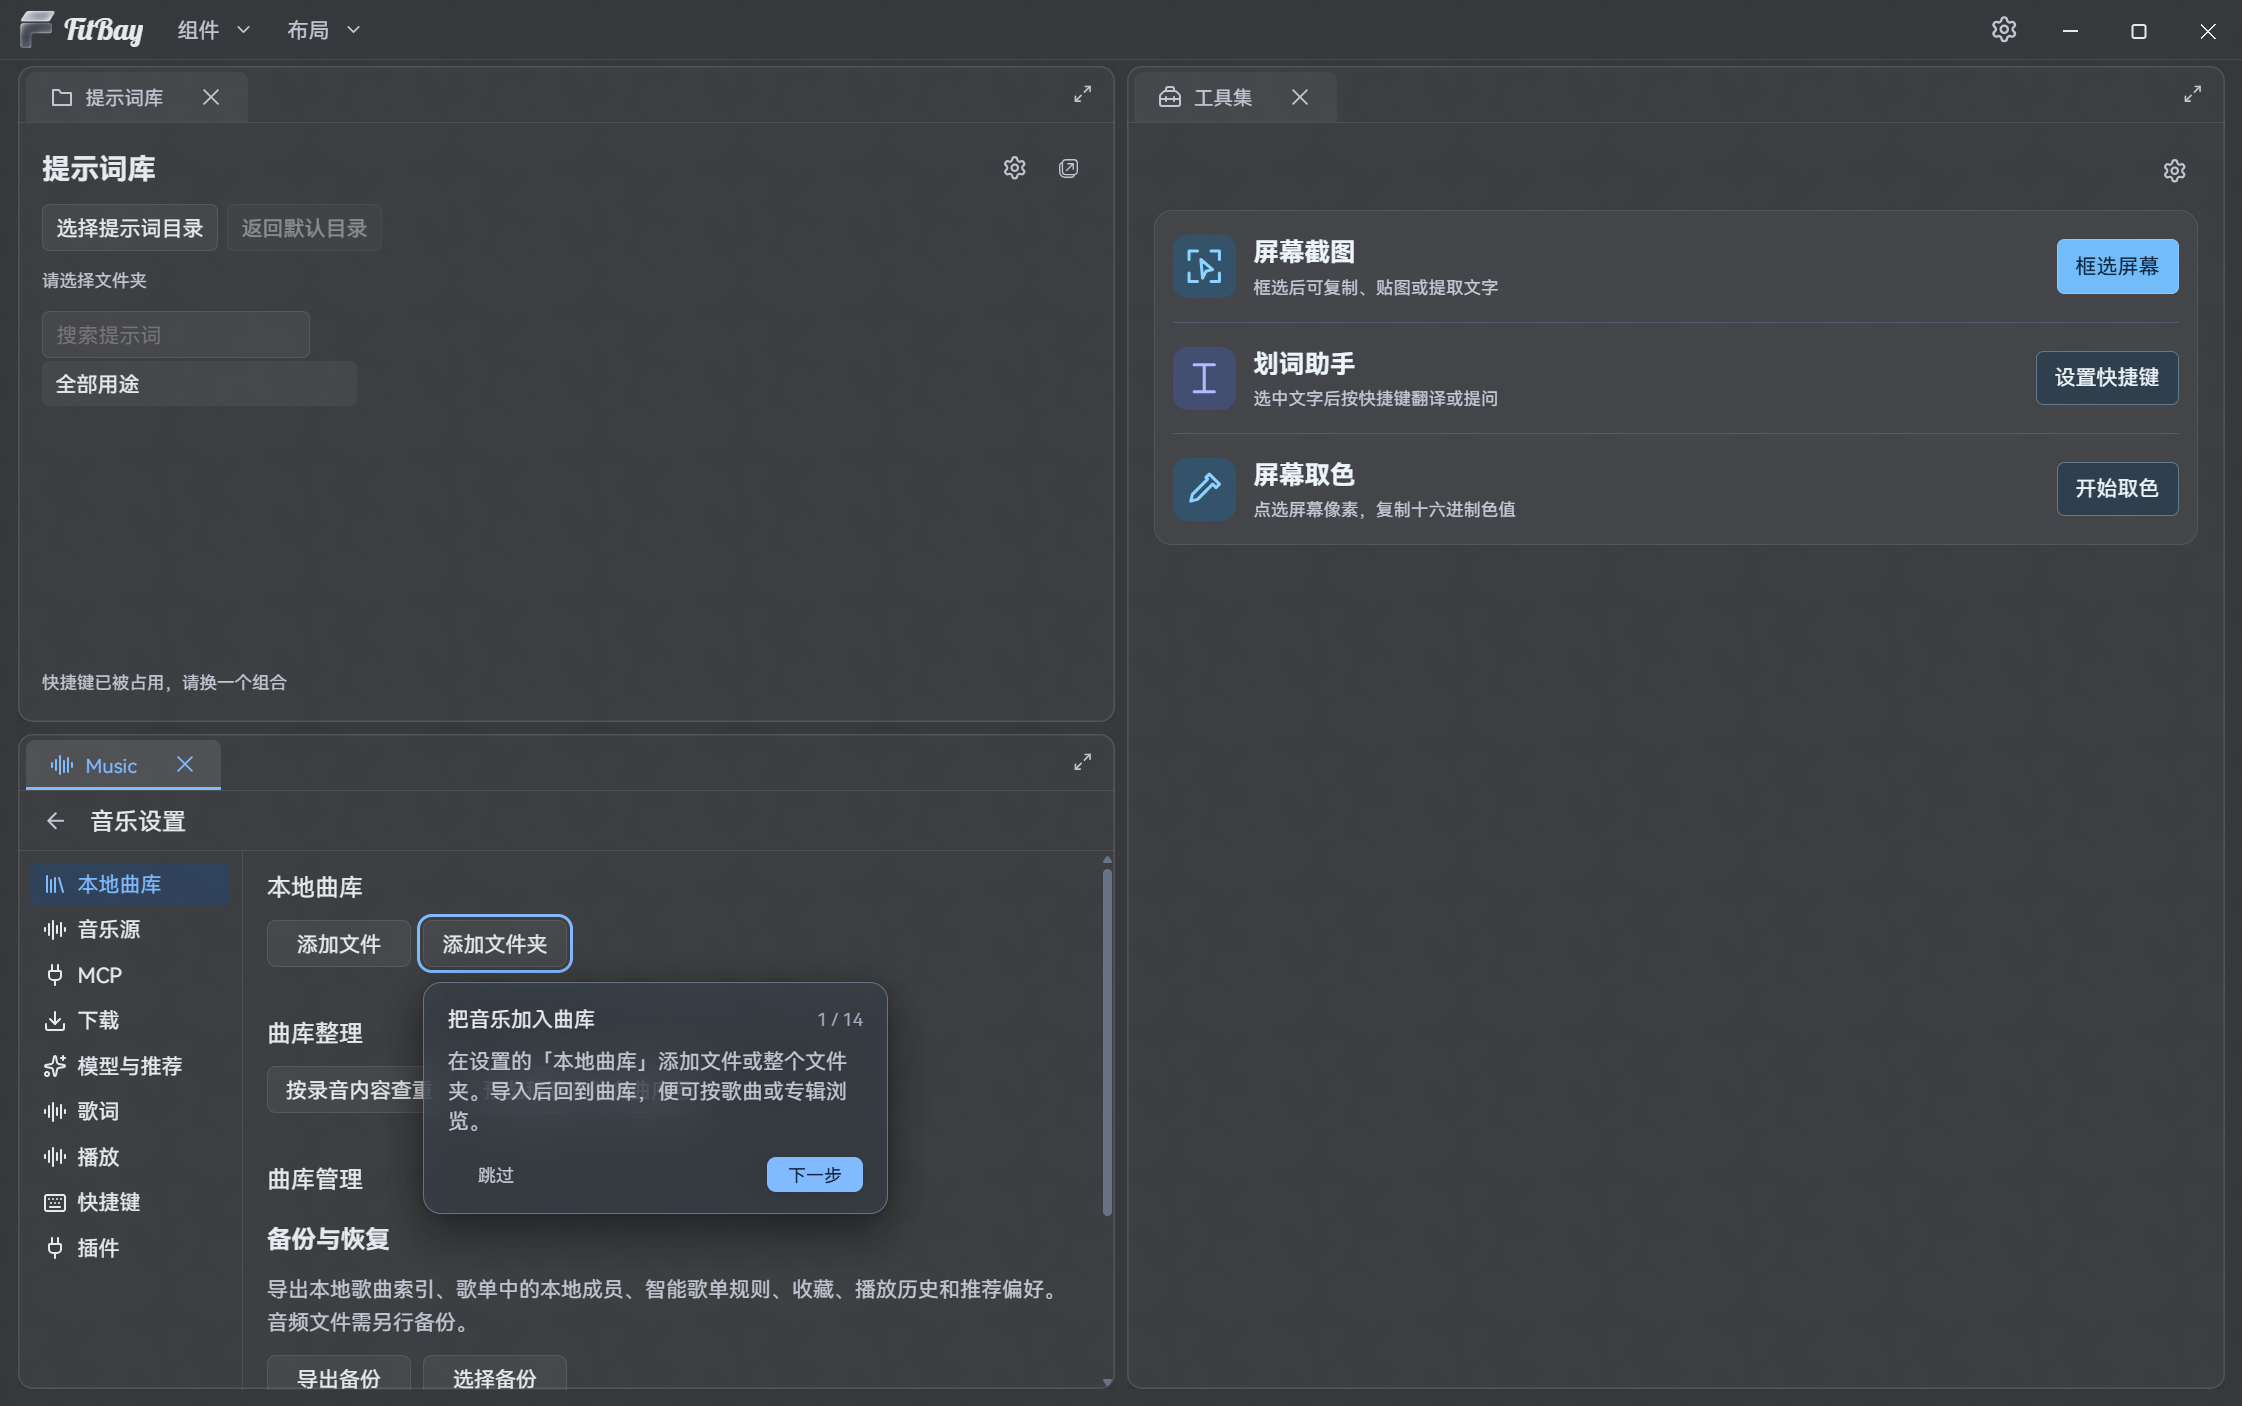 FitBay 组件 布局
提示词库
提示词库
选择提示词目录 返回默认目录
请选择文件夹
搜索提示词
全部用途
快捷键已被占用，请换一个组合
工具集
屏幕截图
框选后可复制、贴图或提取文字
框选屏幕
划词助手
选中文字后按快捷键翻译或提问
设置快捷键
屏幕取色
点选屏幕像素，复制十六进制色值
开始取色
Music
音乐设置
本地曲库
音乐源
MCP
下载
模型与推荐
歌词
播放
快捷键
插件
本地曲库
添加文件 添加文件夹
曲库整理
按录音内容查重
曲库管理
备份与恢复
导出本地歌曲索引、歌单中的本地成员、智能歌单规则、收藏、播放历史和推荐偏好。
音频文件需另行备份。
导出备份 选择备份
把音乐加入曲库 1 / 14
在设置的「本地曲库」添加文件或整个文件
夹。导入后回到曲库，便可按歌曲或专辑浏
览。
跳过 下一步